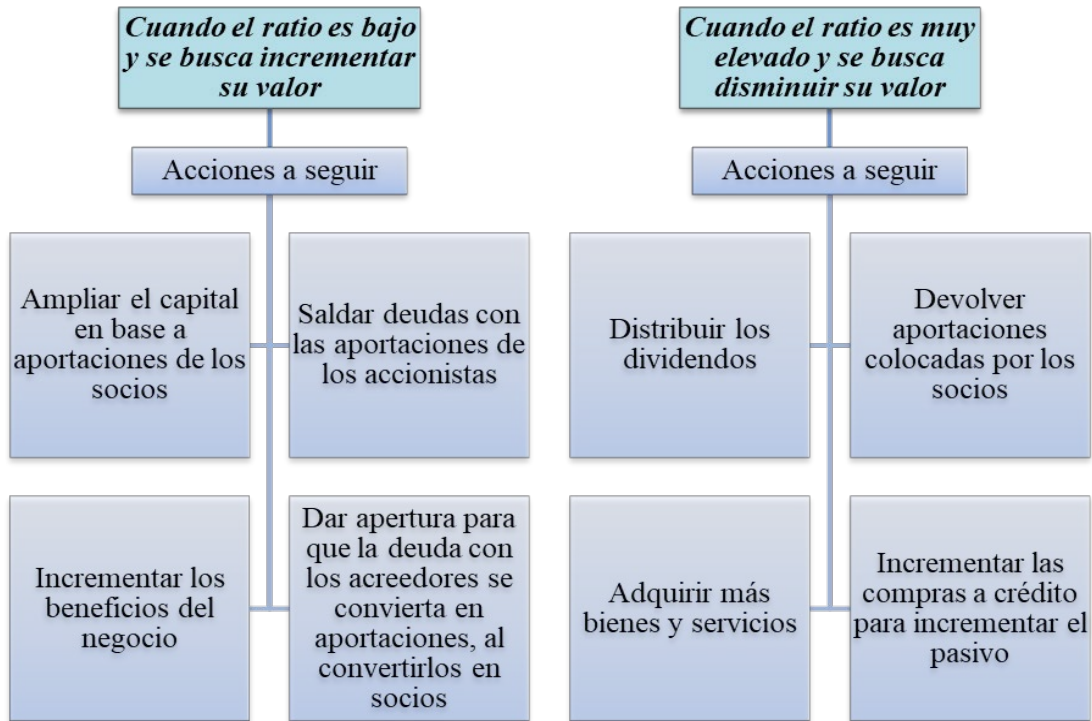 Cuando el ratio es bajo
y se busca incrementar
su valor
Acciones a seguir
Ampliar el capital
en base a
aportaciones de los
socios
Saldar deudas con
las aportaciones de
los accionistas
Incrementar los
beneficios del
negocio
Dar apertura para
que la deuda con
los acreedores se
convierta en
aportaciones, al
convertirlos en
socios
Cuando el ratio es muy
elevado y se busca
disminuir su valor
Acciones a seguir
Distribuir los
dividendos
Devolver
aportaciones
colocadas por los
socios
Adquirir más
bienes y servicios
Incrementar las
compras a crédito
para incrementar el
pasivo